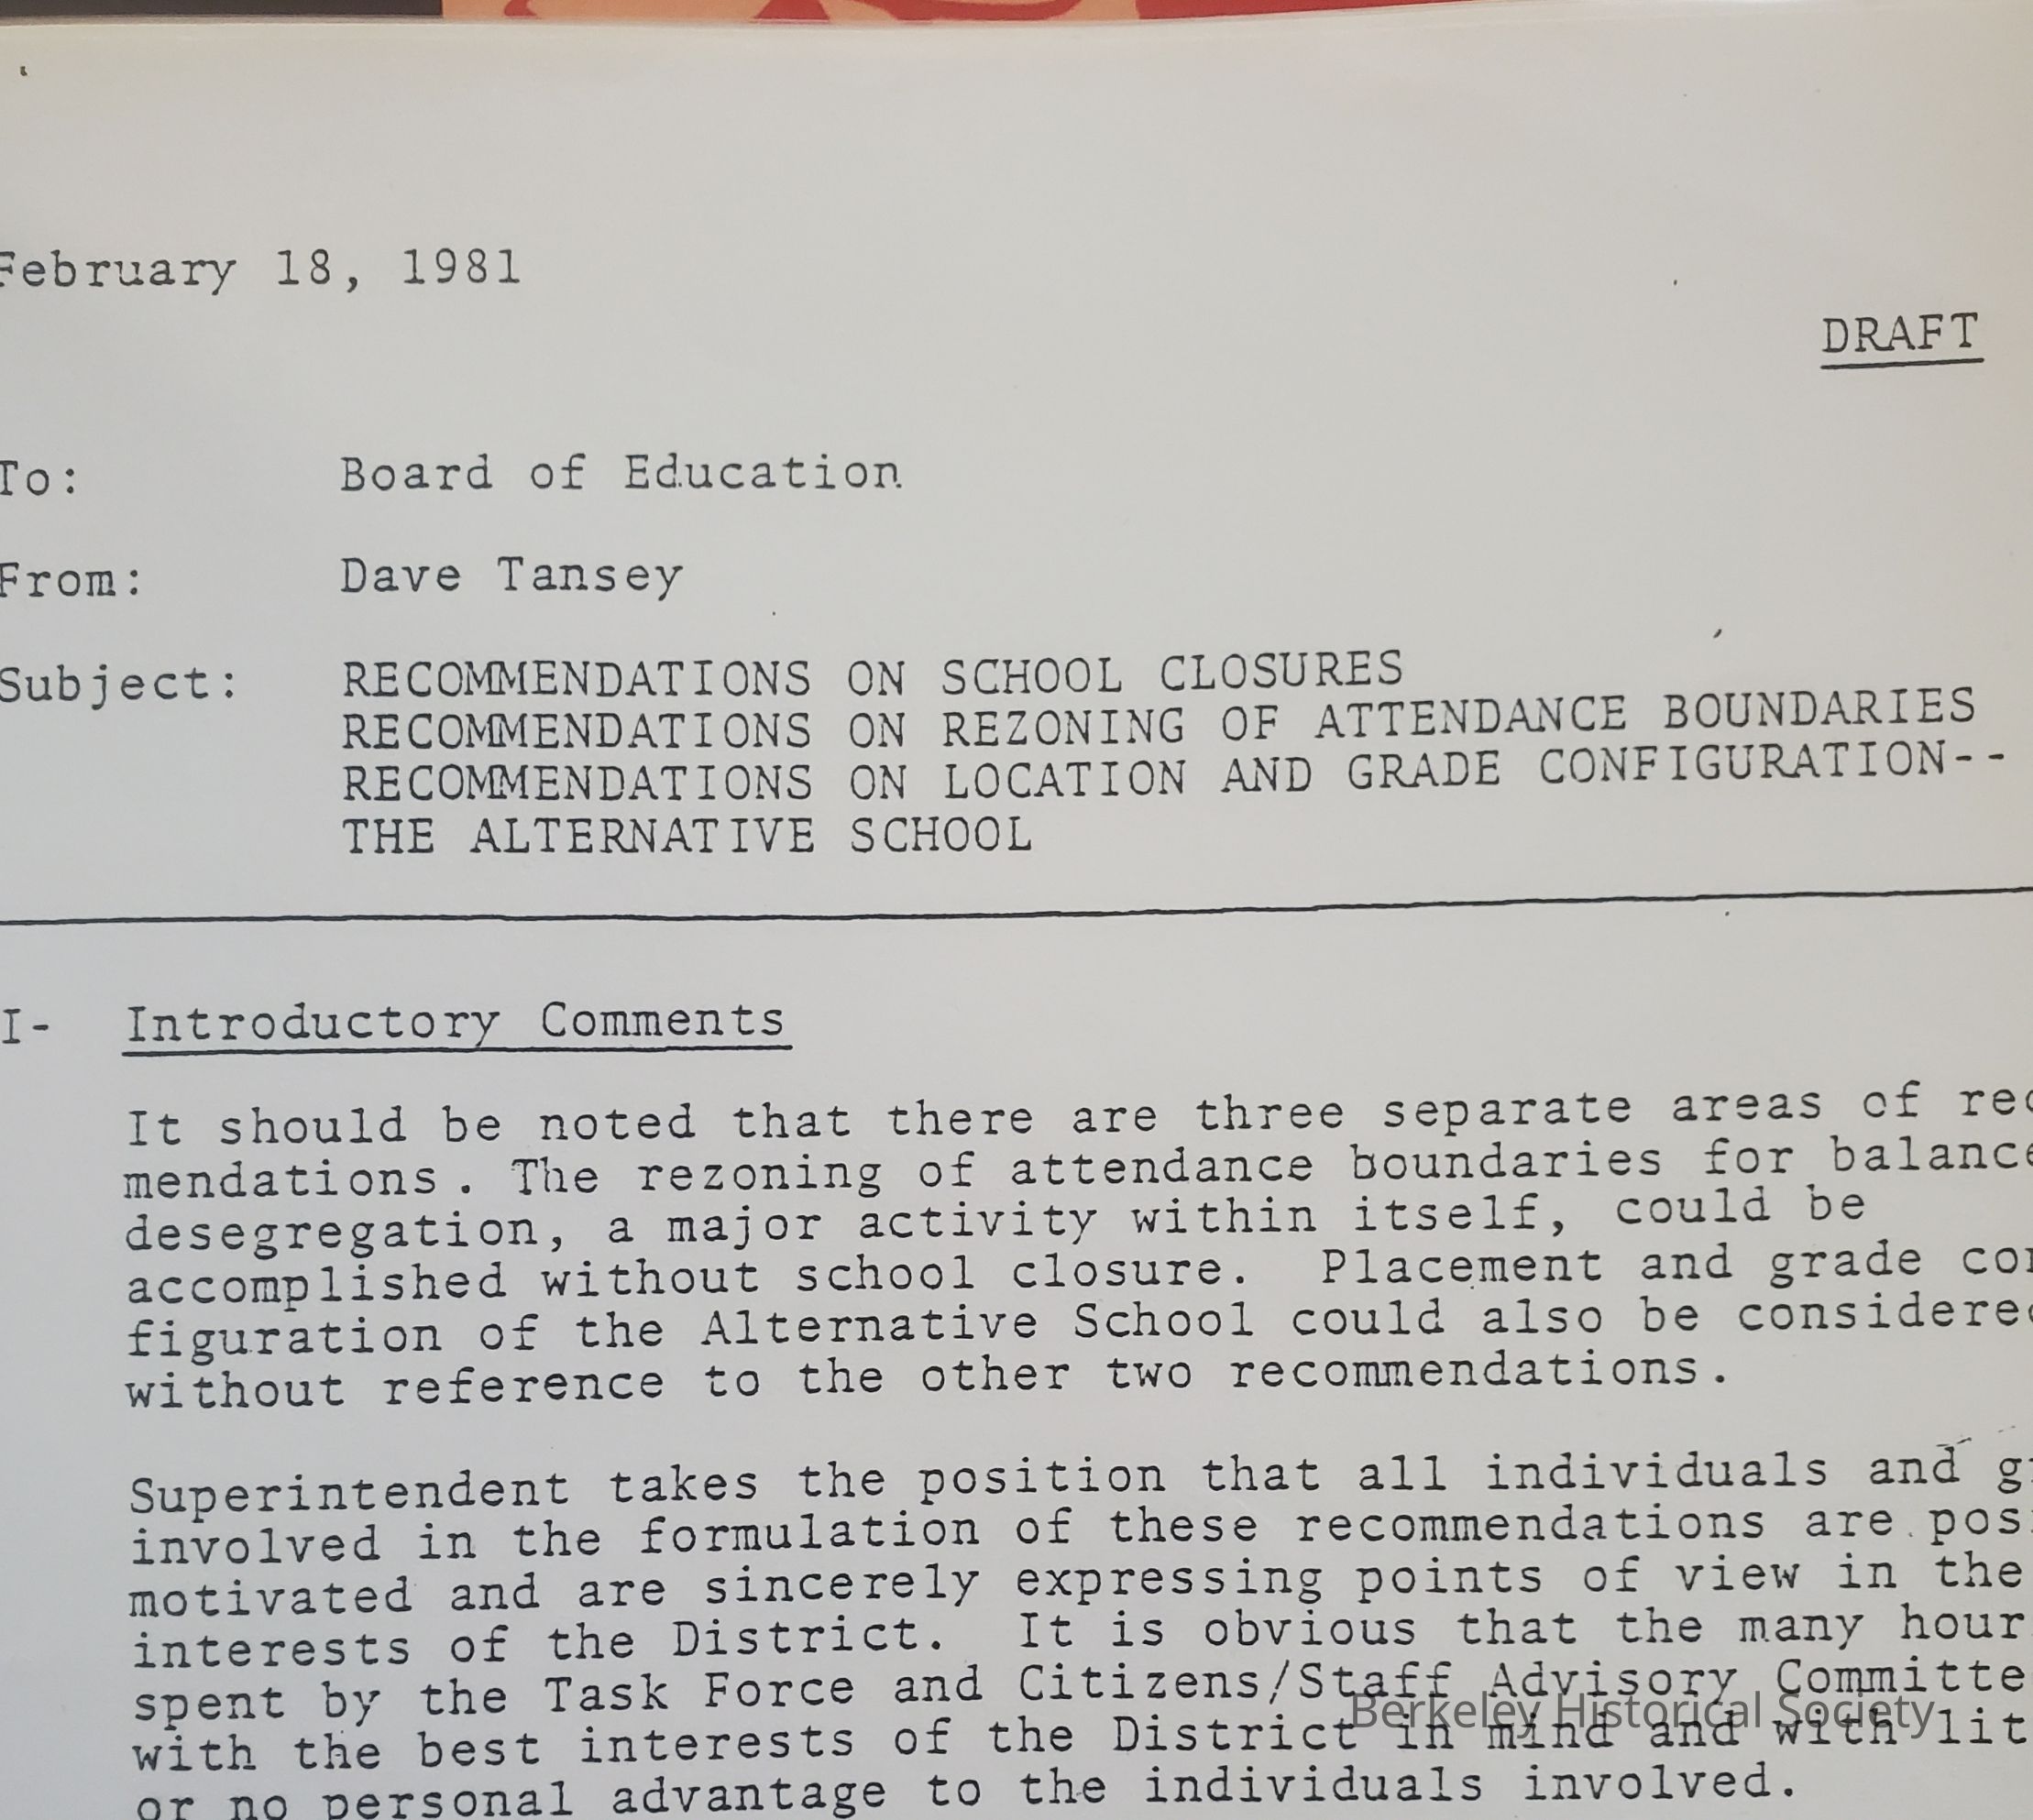 February 18, 1981
DRAFT
To: Board of Education
From: Dave Tansey
Subject: RECOMMENDATIONS ON SCHOOL CLOSURES
RECOMMENDATIONS ON REZONING OF ATTENDANCE BOUNDARIES
RECOMMENDATIONS ON LOCATION AND GRADE CONFIGURATION--
THE ALTERNATIVE SCHOOL
I- Introductory Comments
It should be noted that there are three separate areas of
mendations. The rezoning of attendance boundaries for balance
desegregation, a major activity within itself, could be
accomplished without school closure. Placement and grade
figuration of the Alternative School could also be considere
without reference to the other two recommendations.
Superintendent takes the position that all individuals and
involved in the formulation of these recommendations are
motivated and are sincerely expressing points of view in the
interests of the District. It is obvious that the many hour
spent by the Task Force and Citizens/Staff Advisory Committe
with the best interests of the District in mind and with lit
or no personal advantage to the individuals involved.
Berkeley Historical Society